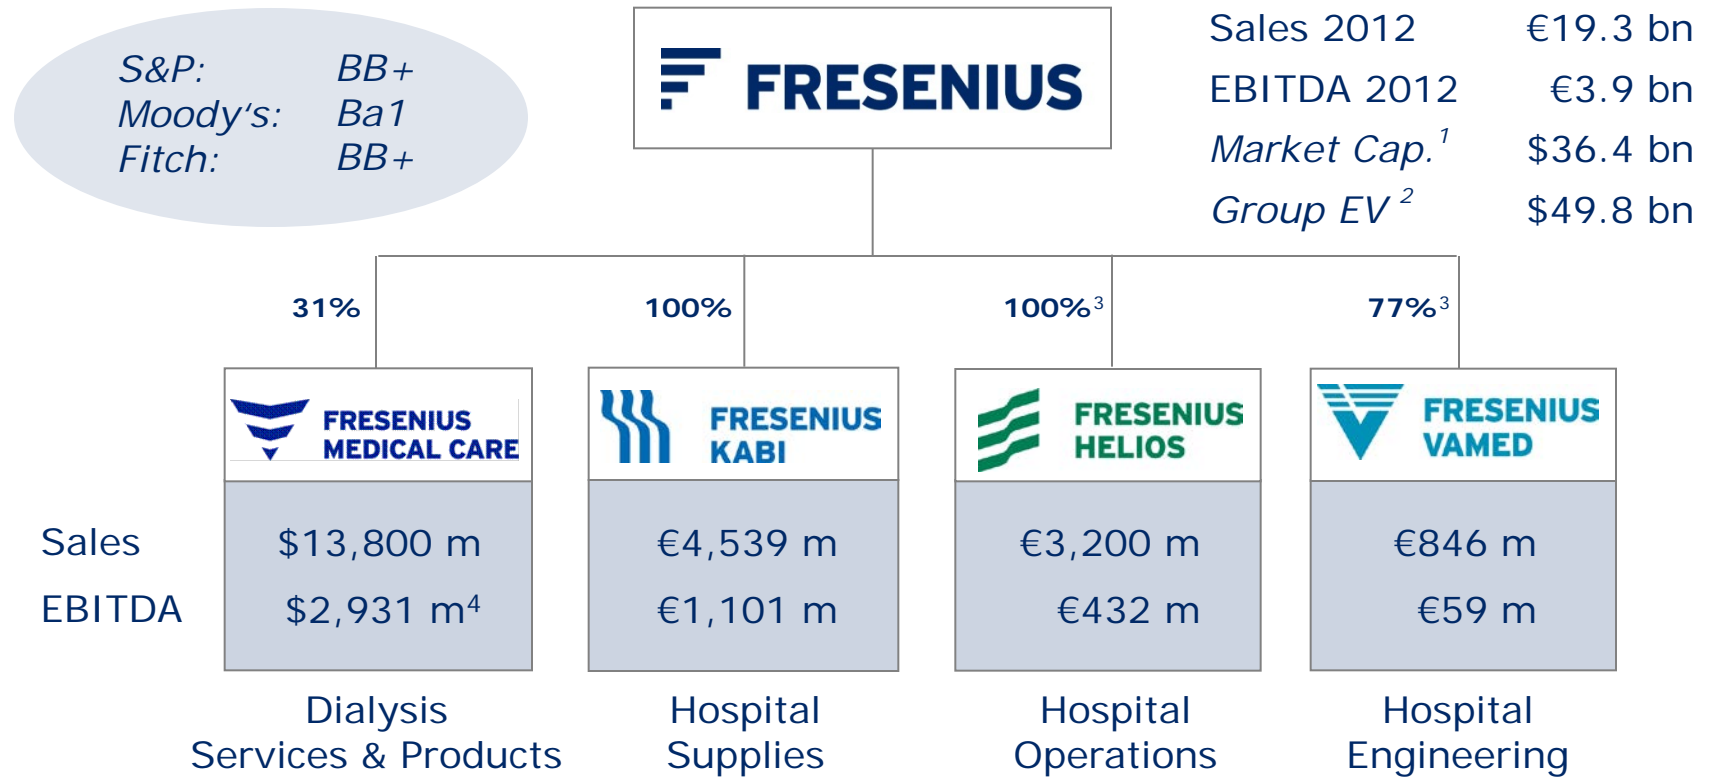 S&P: BB+
Moody‘s: Ba1
Fitch: BB+
FRESENIUS
Sales 2012 €19.3 bn
EBITDA 2012 €3.9 bn
Market Cap.1 $36.4 bn
Group EV 2 $49.8 bn
31% 100% 100%3 77%3
FRESENIUS
MEDICAL CARE
FRESENIUS
KABI
FRESENIUS
HELIOS
FRESENIUS
VAMED
Sales $13,800 m €4,539 m €3,200 m €846 m
EBITDA $2,931 m4 €1,101 m €432 m €59 m
Dialysis
Services & Products
Hospital
Supplies
Hospital
Operations
Hospital
Engineering